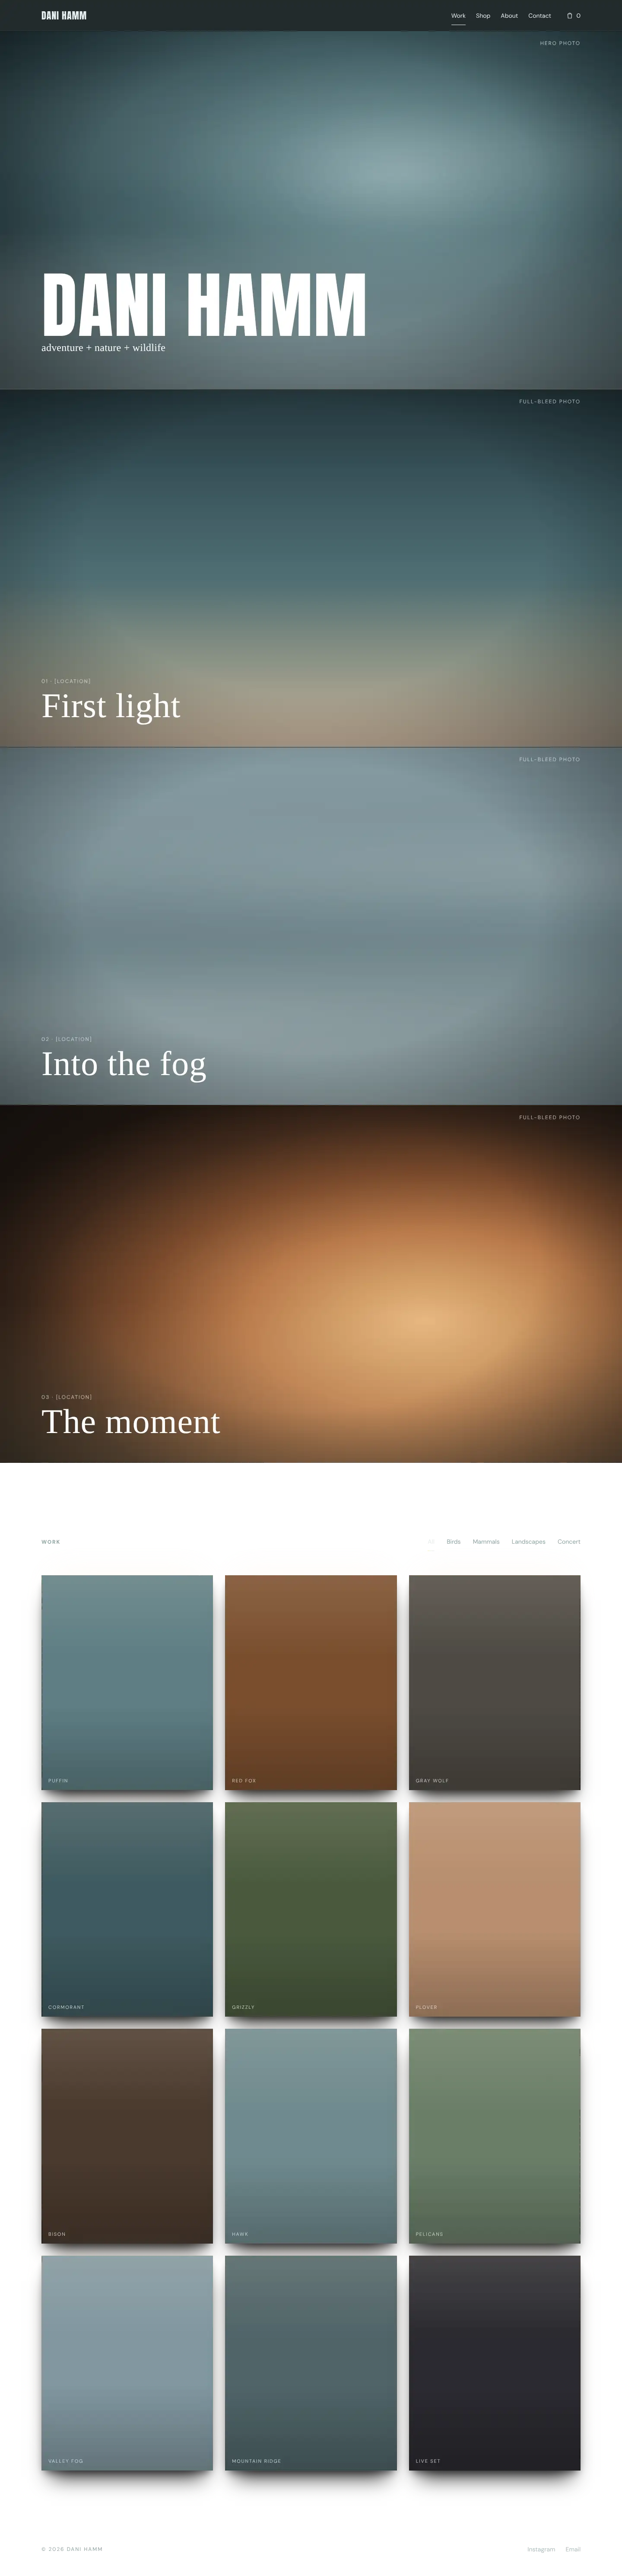 DANI HAMM
Work Shop About Contact 0
HERO PHOTO
DANI HAMM
adventure + nature + wildlife
FULL-BLEED PHOTO
01 · [LOCATION]
First light
FULL-BLEED PHOTO
02 · [LOCATION]
Into the fog
FULL-BLEED PHOTO
03 · [LOCATION]
The moment
WORK
Birds Mammals Landscapes Concert
PUFFIN
RED FOX
GRAY WOLF
CORMORANT
GRIZZLY
PLOVER
BISON
HAWK
PELICANS
VALLEY FOG
MOUNTAIN RIDGE
LIVE SET
© 2026 DANI HAMM
Instagram Email